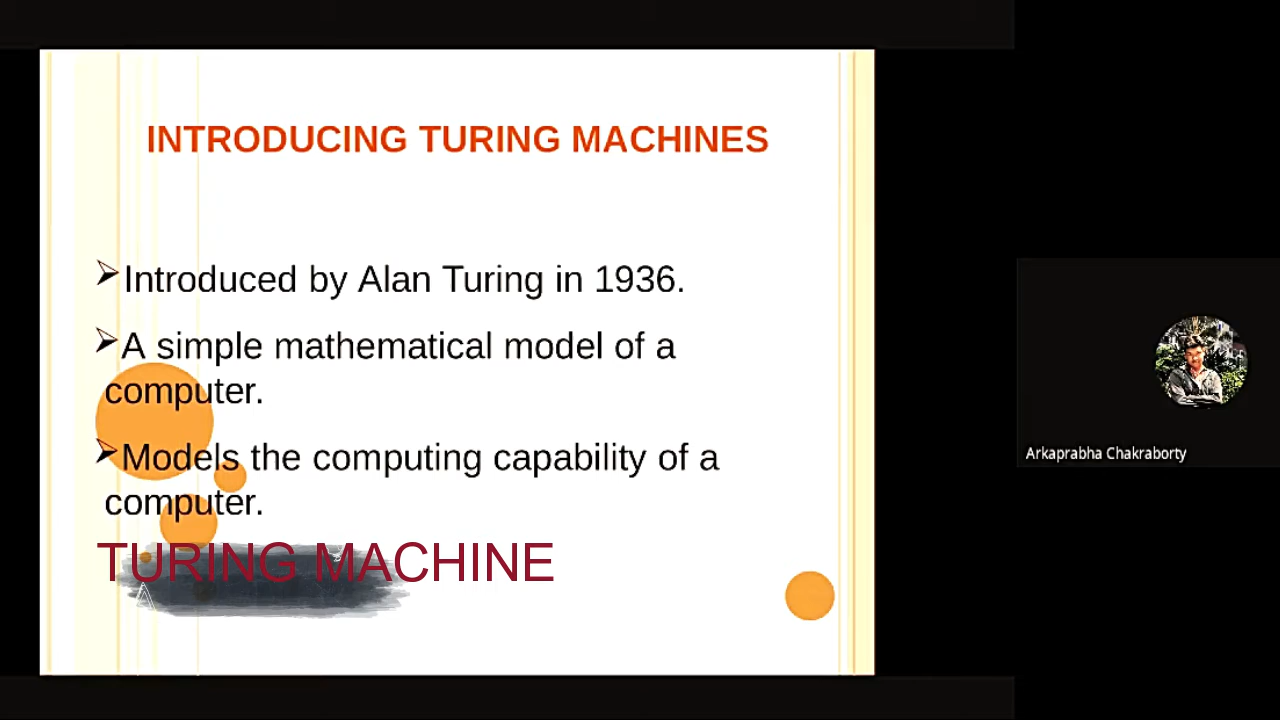 INTRODUCING TURING MACHINES
➢Introduced by Alan Turing in 1936.
➢A simple mathematical model of a
computer.
➢Models the computing capability of a
computer.
TURING MACHINE
Arkaprabha Chakraborty